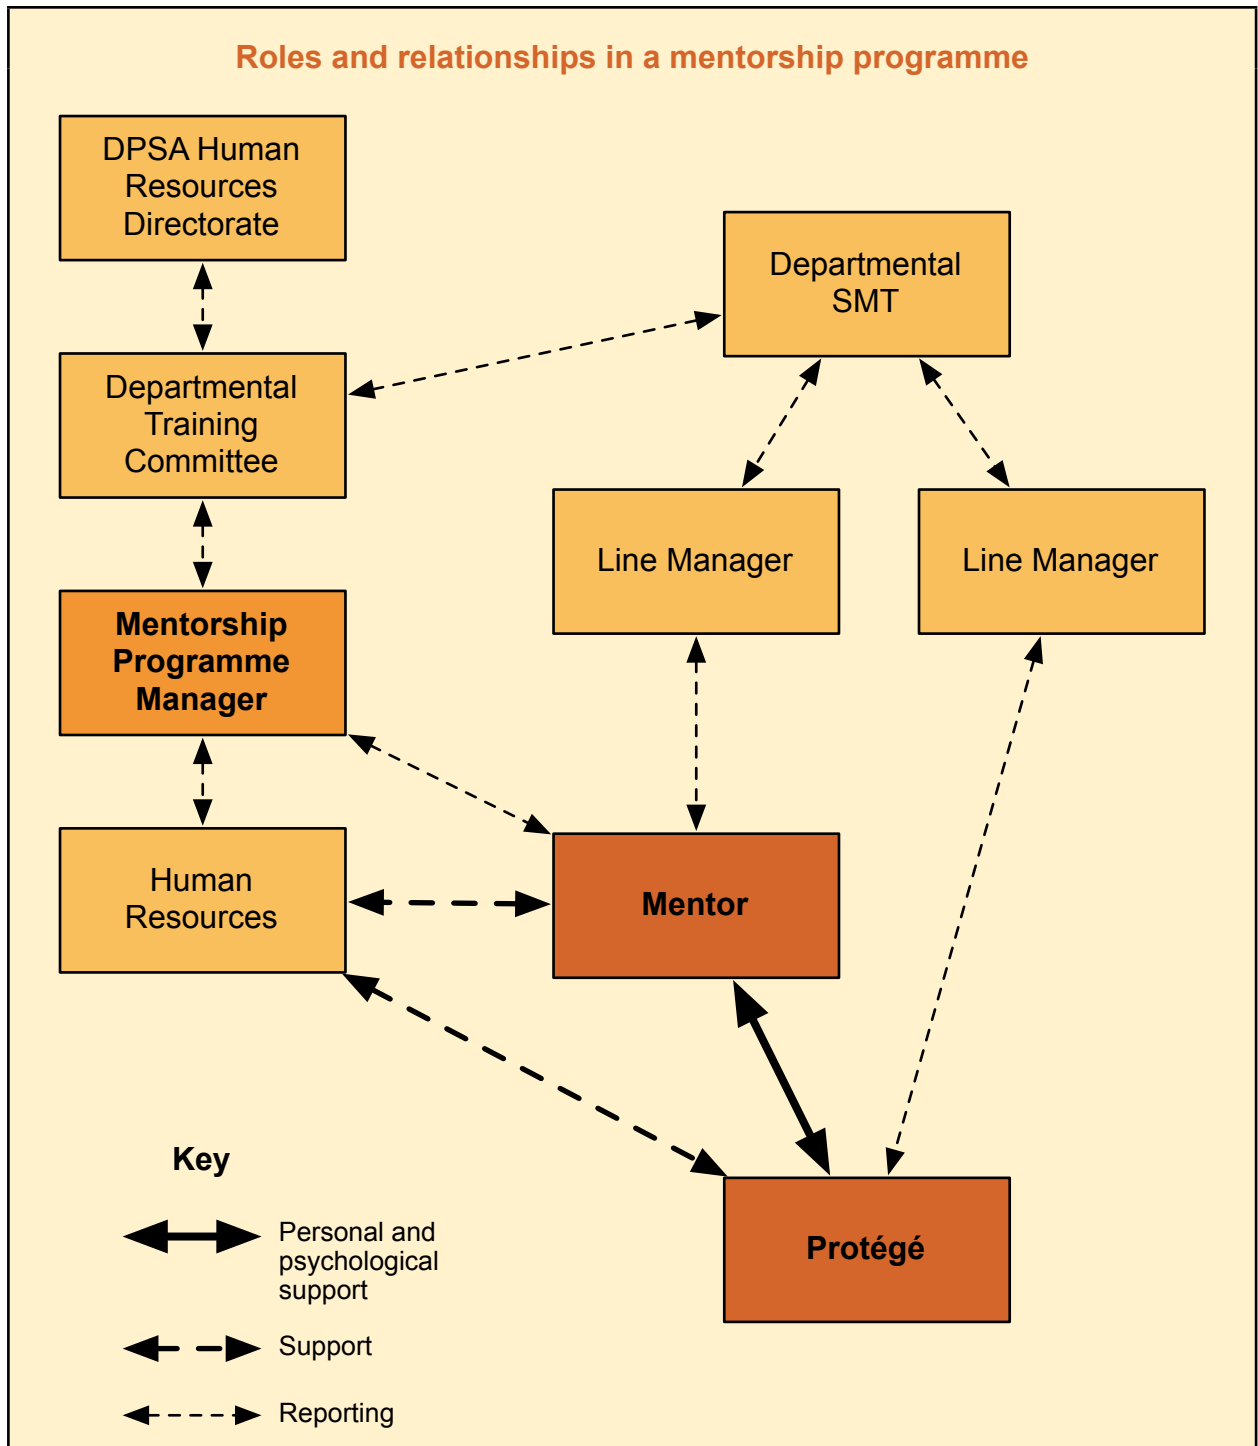 Roles and relationships in a mentorship programme
DPSA Human
Resources
Directorate
Departmental
SMT
Departmental
Training
Committee
Line Manager
Line Manager
Mentorship
Programme
Manager
Human
Resources
Mentor
Protégé
Key
Personal and
psychological
support
Support
Reporting